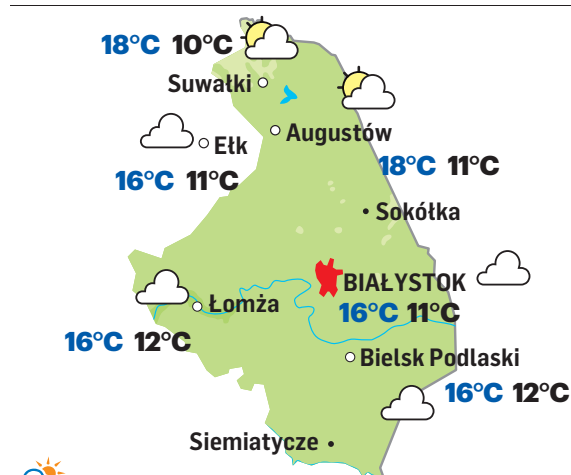 18°C 10°C
Suwałki
Augustów
Ełk
16°C 11°C
18°C 11°C
Sokółka
BIAŁYSTOK
16°C 11°C
Łomża
16°C 12°C
Bielsk Podlaski
16°C 12°C
Siemiatycze